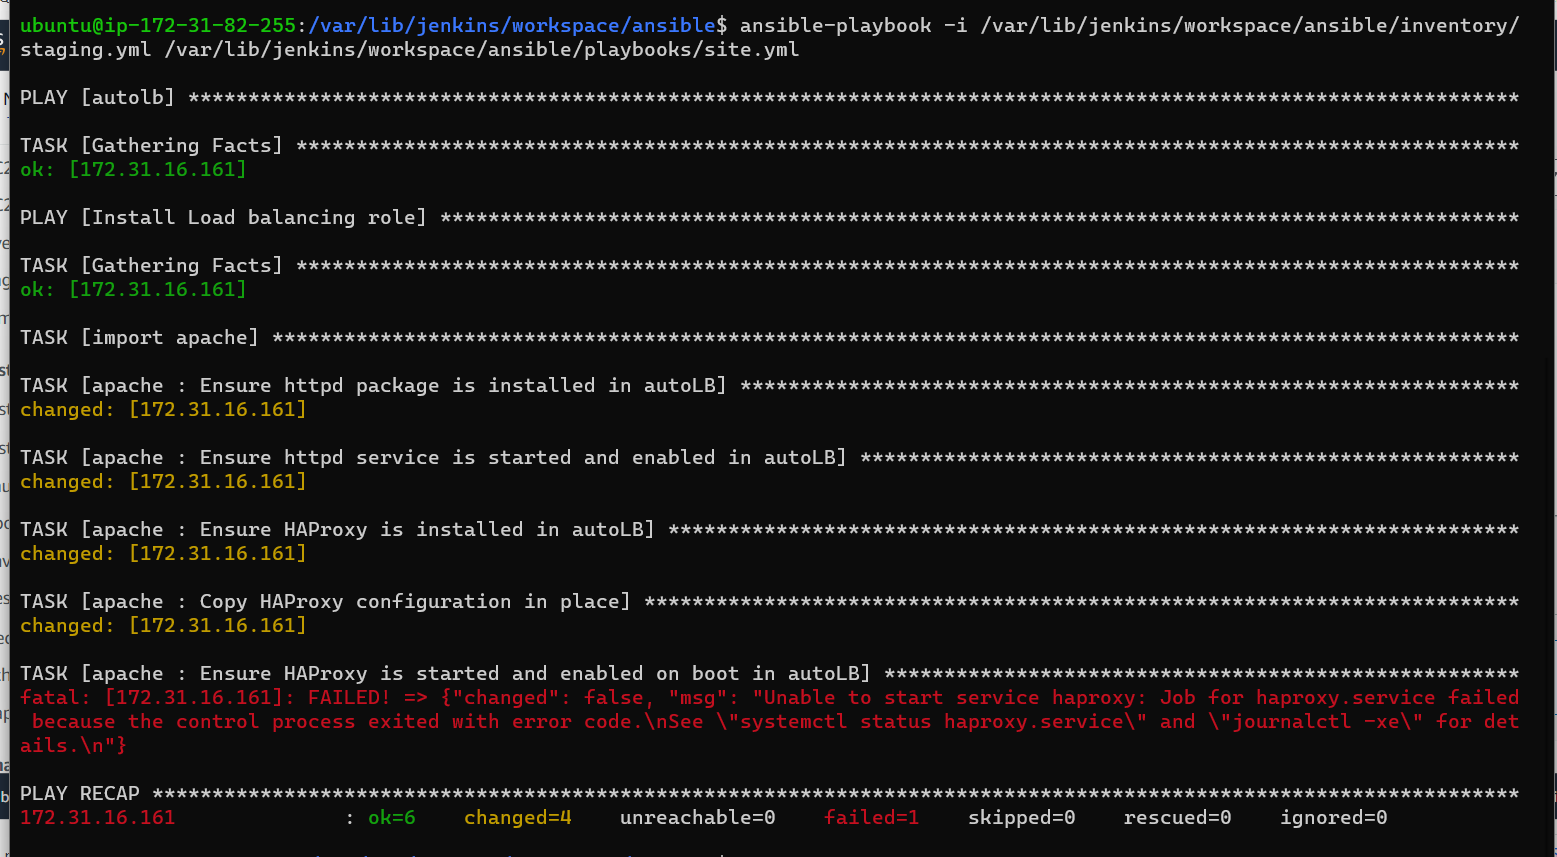 ubuntu@ip-172-31-82-255:/var/lib/jenkins/workspace/ansible$ ansible-playbook -i /var/lib/jenkins/workspace/ansible/inventory/
staging.yml /var/lib/jenkins/workspace/ansible/playbooks/site.yml
PLAY [autolb] ***************************************************************************************************************
TASK [Gathering Facts] ******************************************************************************************************
ok: [172.31.16.161]
PLAY [Install Load balancing role] ******************************************************************************************
TASK [Gathering Facts] ******************************************************************************************************
ok: [172.31.16.161]
TASK [import apache] ********************************************************************************************************
TASK [apache : Ensure httpd package is installed in autoLB] *****************************************************************
changed: [172.31.16.161]
TASK [apache : Ensure httpd service is started and enabled in autoLB] *******************************************************
changed: [172.31.16.161]
TASK [apache : Ensure HAProxy is installed in autoLB] ***********************************************************************
changed: [172.31.16.161]
TASK [apache : Copy HAProxy configuration in place] *************************************************************************
changed: [172.31.16.161]
TASK [apache : Ensure HAProxy is started and enabled on boot in autoLB] *****************************************************
fatal: [172.31.16.161]: FAILED! => {"changed": false, "msg": "Unable to start service haproxy: Job for haproxy.service failed
 because the control process exited with error code.\nSee \"systemctl status haproxy.service\" and \"journalctl -xe\" for det
ails.\n"}
PLAY RECAP ******************************************************************************************************************
172.31.16.161              : ok=6    changed=4    unreachable=0    failed=1    skipped=0    rescued=0    ignored=0